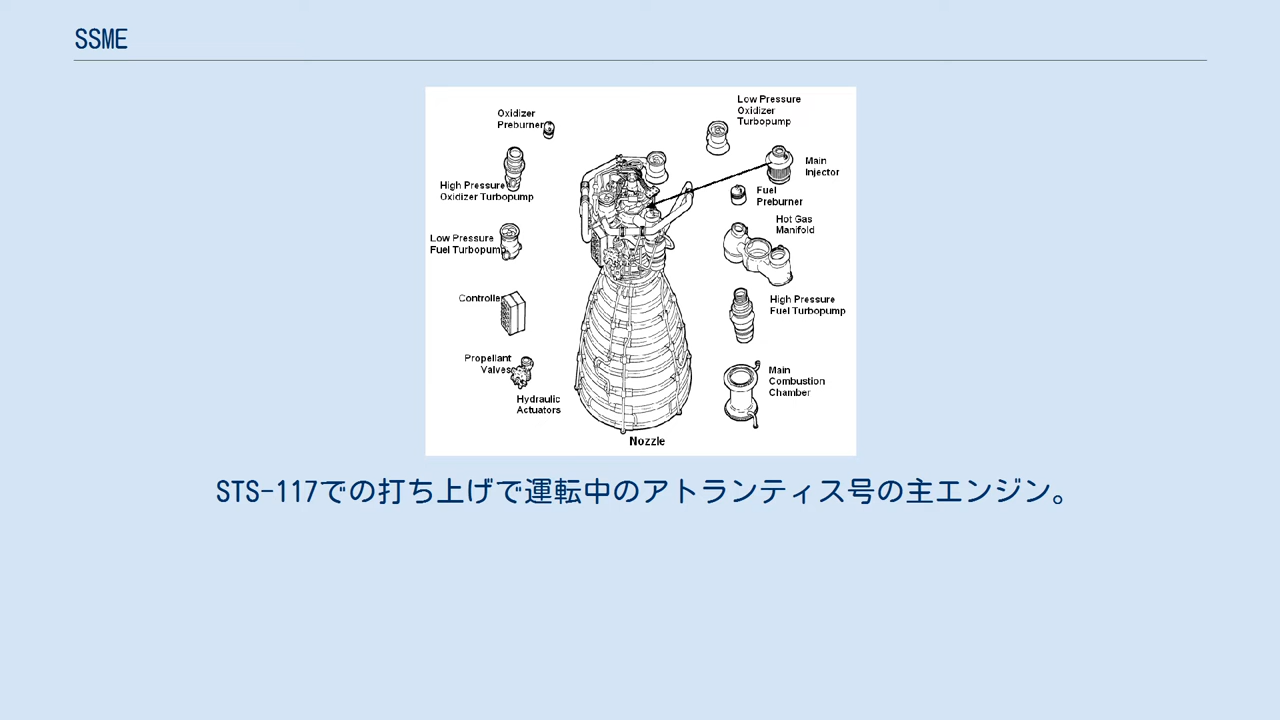 SSME
Oxidizer
Preburner
High Pressure
Oxidizer Turbopump
Low Pressure
Fuel Turbopump
Controller
Propellant
Valves
Hydraulic
Actuators
Low Pressure
Oxidizer
Turbopump
Main
Injector
Fuel
Preburner
Hot Gas
Manifold
High Pressure
Fuel Turbopump
Main
Combustion
Chamber
Nozzle
STS-117での打ち上げで運転中のアトランティス号の主エンジン。